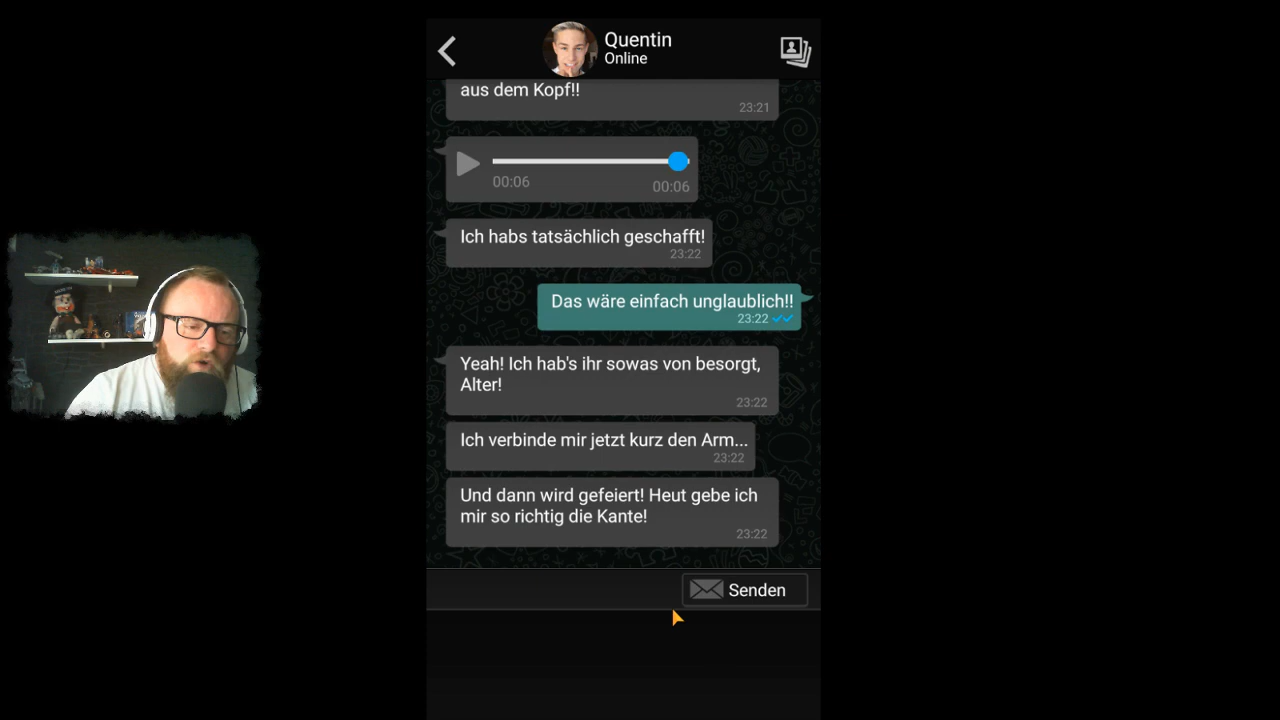 Quentin
Online
aus dem Kopf!!
23:21
00:06
00:06
Ich habs tatsächlich geschafft!
23:22
Das wäre einfach unglaublich!!
23:22
Yeah! Ich hab's ihr sowas von besorgt,
Alter!
23:22
Ich verbinde mir jetzt kurz den Arm...
23:22
Und dann wird gefeiert! Heut gebe ich
mir so richtig die Kante!
23:22
Senden